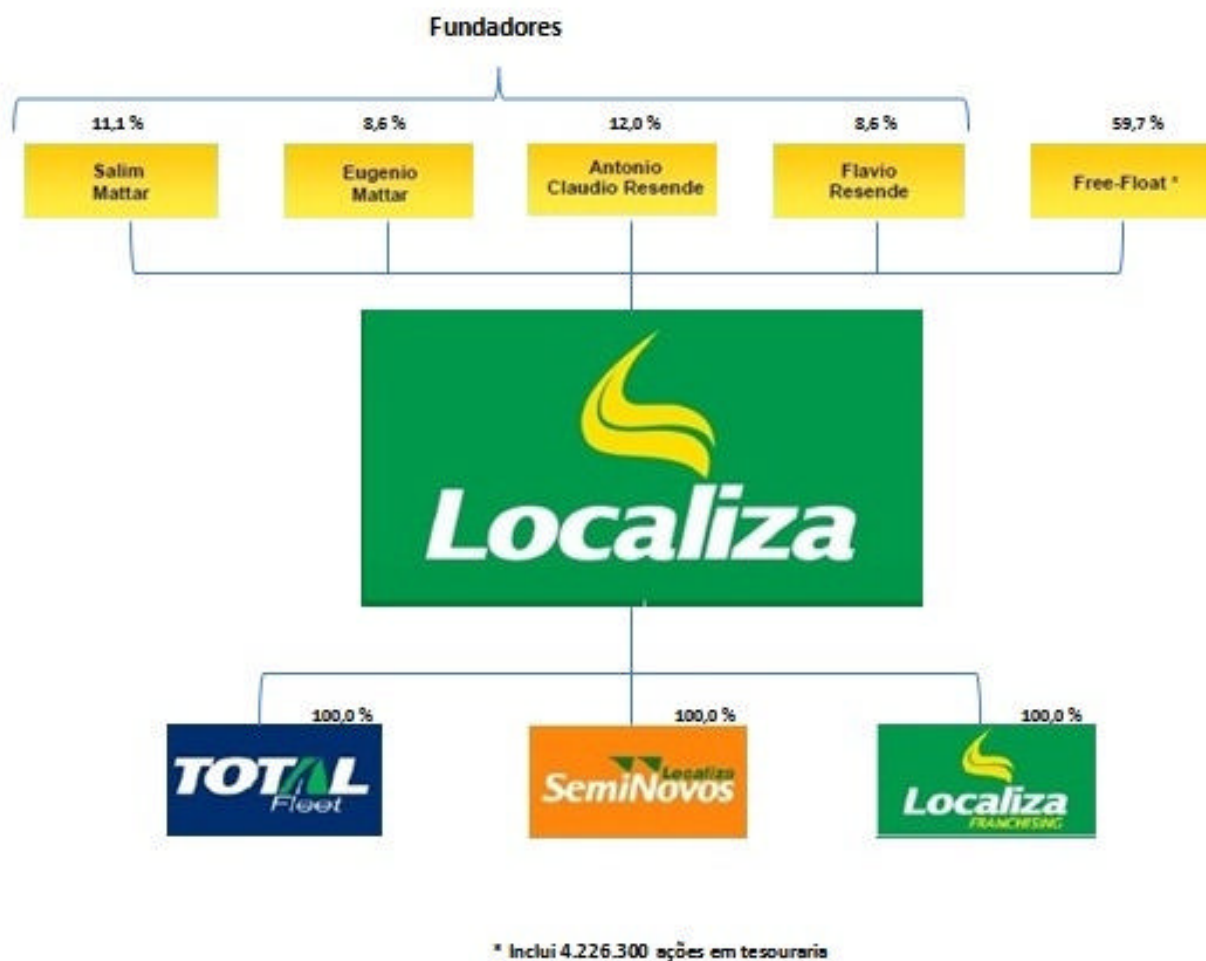 Fundadores
11,1 %
8,6 %
12,0 %
8,6 %
59,7 %
Salim
Mattar
Eugenio
Mattar
Antonio
Claudio Resende
Flavio
Resende
Free-Float *
Localiza
100,0 %
100,0 %
100,0 %
TOTAL
Fleet
Localiza
SemiNovos
Localiza
FRANCHISING
* Inclui 4.226.300 ações em tesouraria